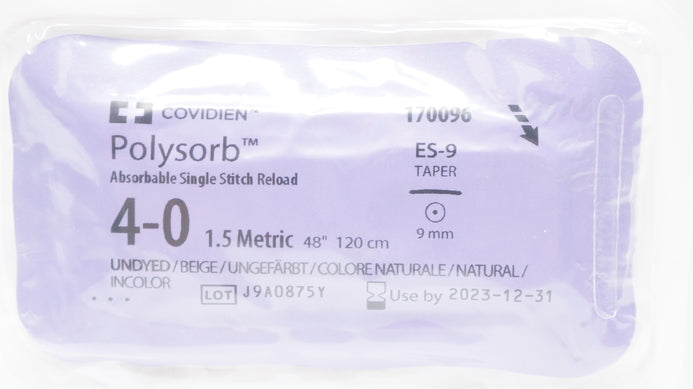 COVIDIEN™ 170096
Polysorb™
Absorbable Single Stitch Reload
ES-9
TAPER
4-0 1.5 Metric 48" 120 cm
9 mm
UNDYED / BEIGE / UNGEFÄRBT / COLORE NATURALE / NATURAL /
INCOLOR
LOT J9A0875Y Use by 2023-12-31